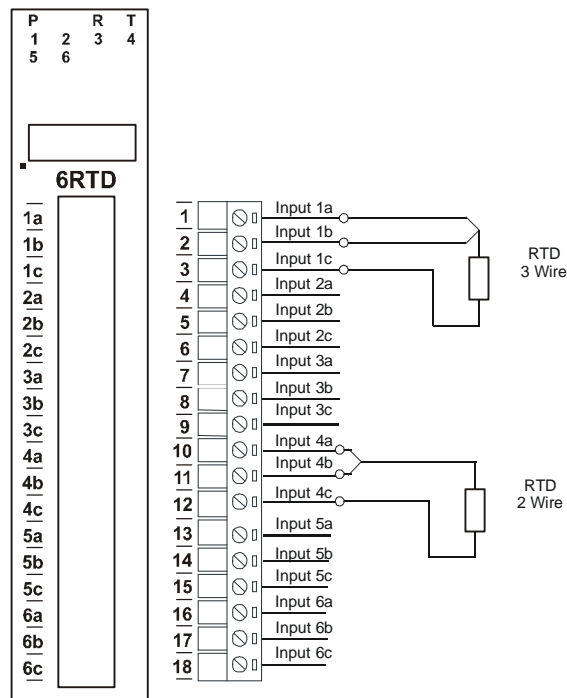 P R T
1 2 3 4
5 6
6RTD
1a
1b
1c
2a
2b
2c
3a
3b
3c
4a
4b
4c
5a
5b
5c
6a
6b
6c
1 Input 1a
2 Input 1b
3 Input 1c
4 Input 2a
5 Input 2b
6 Input 2c
7 Input 3a
8 Input 3b
9 Input 3c
10 Input 4a
11 Input 4b
12 Input 4c
13 Input 5a
14 Input 5b
15 Input 5c
16 Input 6a
17 Input 6b
18 Input 6c
RTD
3 Wire
RTD
2 Wire